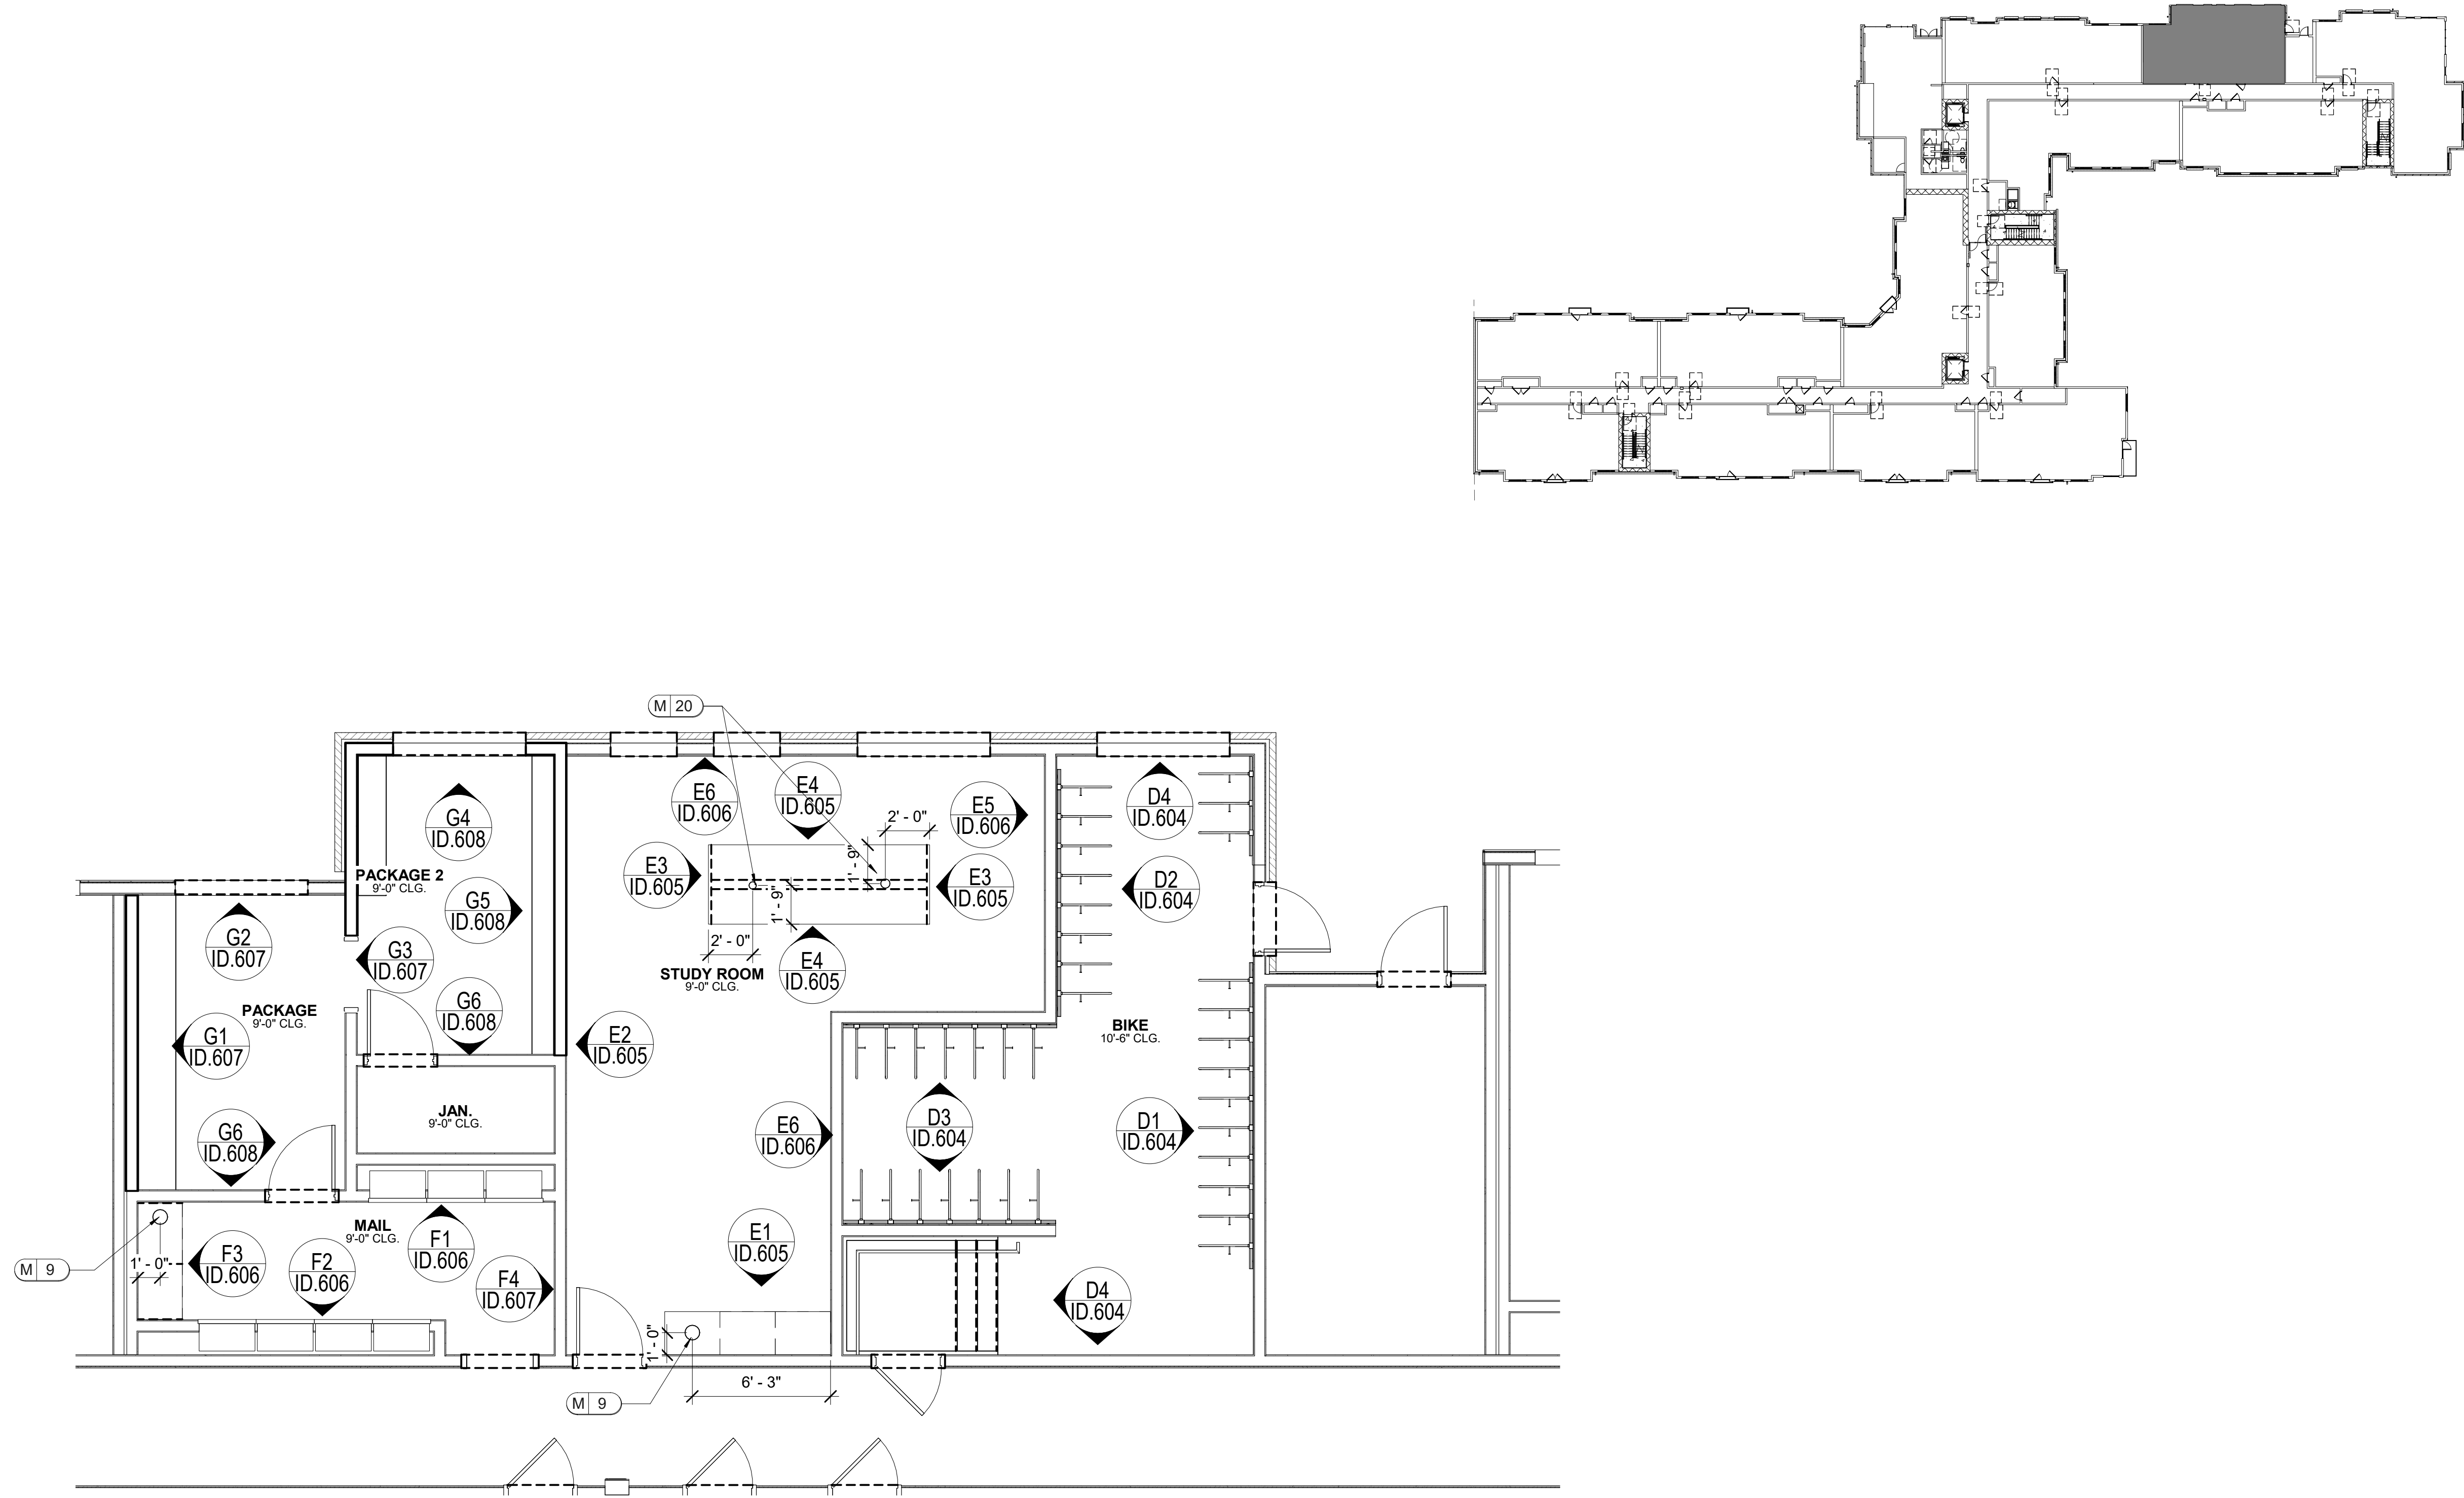 M 20
E6
ID.606
E4
ID.605
E5
ID.606
D4
ID.604
G4
ID.608
2' - 0"
1' - 9"
PACKAGE 2
9'-0" CLG.
E3
ID.605
E3
ID.605
D2
ID.604
G5
ID.608
1' - 9"
2' - 0"
G2
ID.607
G3
ID.607
STUDY ROOM
9'-0" CLG.
E4
ID.605
PACKAGE
9'-0" CLG.
G6
ID.608
G1
ID.607
E2
ID.605
BIKE
10'-6" CLG.
JAN.
9'-0" CLG.
G6
ID.608
E6
ID.606
D3
ID.604
D1
ID.604
MAIL
9'-0" CLG.
F1
ID.606
E1
ID.605
M 9
1' - 0"
F3
ID.606
F2
ID.606
F4
ID.607
D4
ID.604
1' - 0"
6' - 3"
M 9